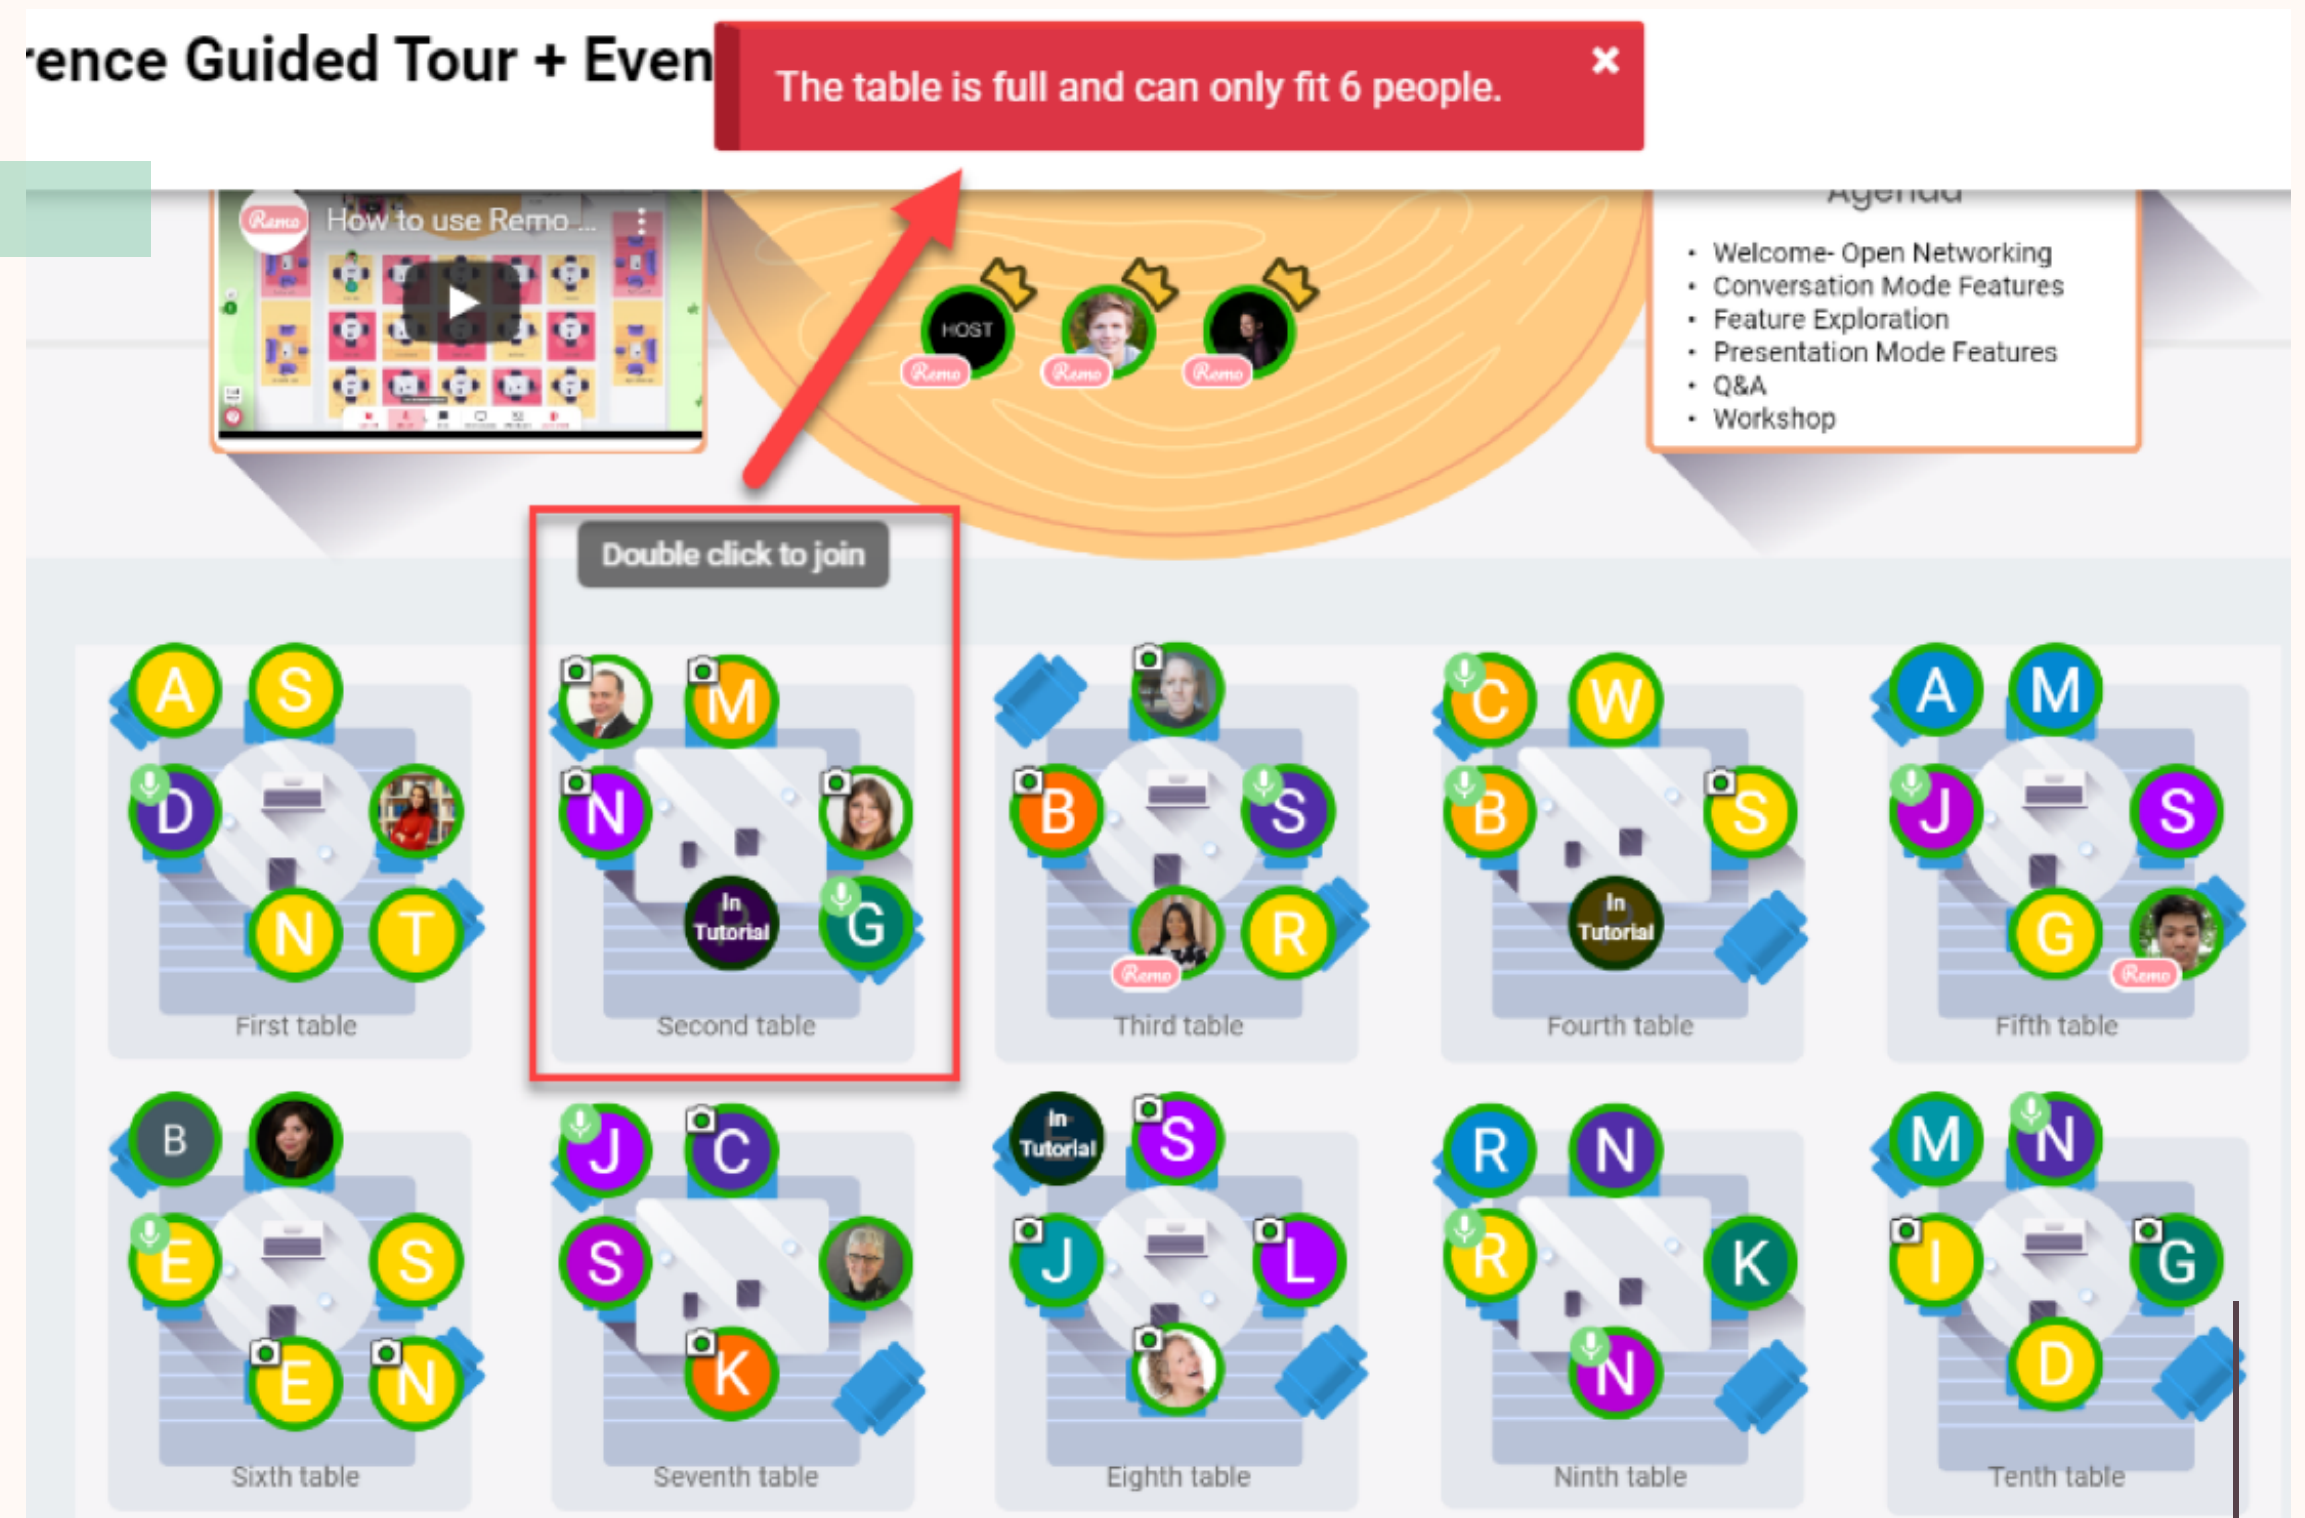 rence Guided Tour + Even
The table is full and can only fit 6 people.
Remo
How to use Remo ...
HOST
Remo
Remo
Remo
Agenda
• Welcome- Open Networking
• Conversation Mode Features
• Feature Exploration
• Presentation Mode Features
• Q&A
• Workshop
Double click to join
A
S
D
N
T
First table
M
N
In
Tutorial
G
Second table
B
S
R
Remo
Third table
C
W
B
S
In
Tutorial
Fourth table
A
M
J
S
G
Remo
Fifth table
B
E
S
E
N
Sixth table
J
C
S
K
Seventh table
In
Tutorial
S
J
L
Eighth table
R
N
R
K
N
Ninth table
M
N
I
G
D
Tenth table